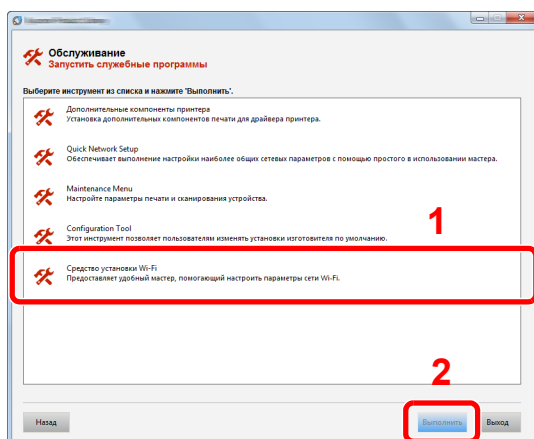 Обслуживание
Запустить служебные программы
Выберите инструмент из списка и нажмите 'Выполнить'.
Дополнительные компоненты принтера
Установка дополнительных компонентов печати для драйвера принтера.
Quick Network Setup
Обеспечивает выполнение настройки наиболее общих сетевых параметров с помощью простого в использовании мастера.
Maintenance Menu
Настройте параметры печати и сканирования устройства.
1
Configuration Tool
Этот инструмент позволяет пользователям изменять установки изготовителя по умолчанию.
Средство установки Wi-Fi
Предоставляет удобный мастер, помогающий настроить параметры сети Wi-Fi.
2
Назад Выполнить Выход